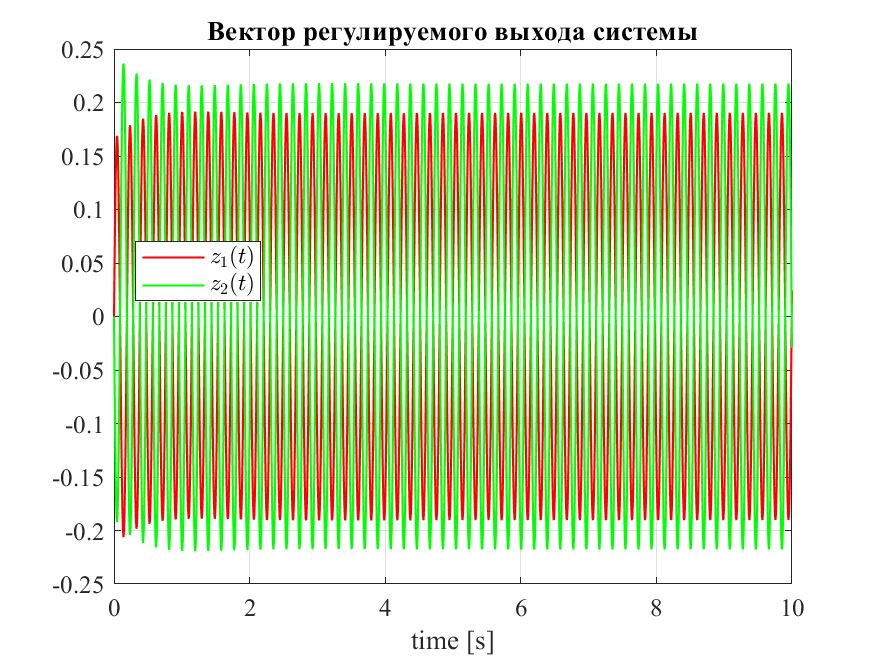 Вектор регулируемого выхода системы
0.25
0.2
0.15
0.1
0.05
0
-0.05
-0.1
-0.15
-0.2
-0.25
z₁(t)
z₂(t)
0 2 4 6 8 10
time [s]